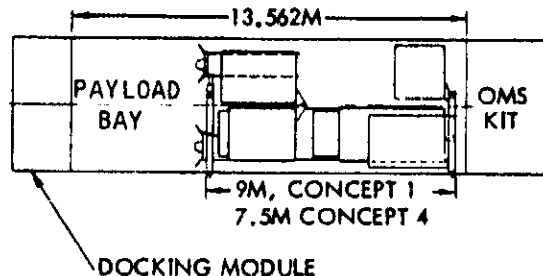 13.562M
PAYLOAD
BAY
OMS
KIT
9M, CONCEPT 1
7.5M CONCEPT 4
DOCKING MODULE